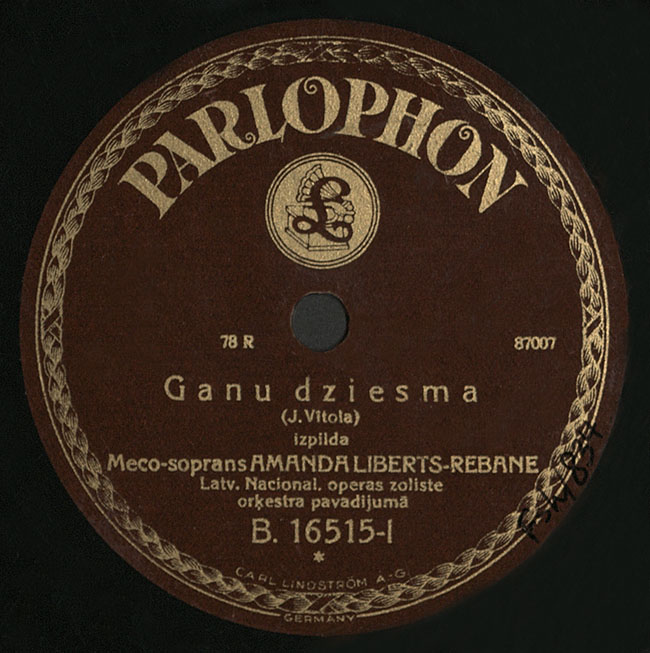 PARLOPHON
£
78 R
87007
Ganu dziesma
(J. Vitola)
izpilda
Meco-soprans AMANDA LIBERTS-REBANE
Latv. Nacional. operas zoliste
orķestra pavadijumā
B. 16515-I
*
CARL LINDSTRÖM A-G.
GERMANY